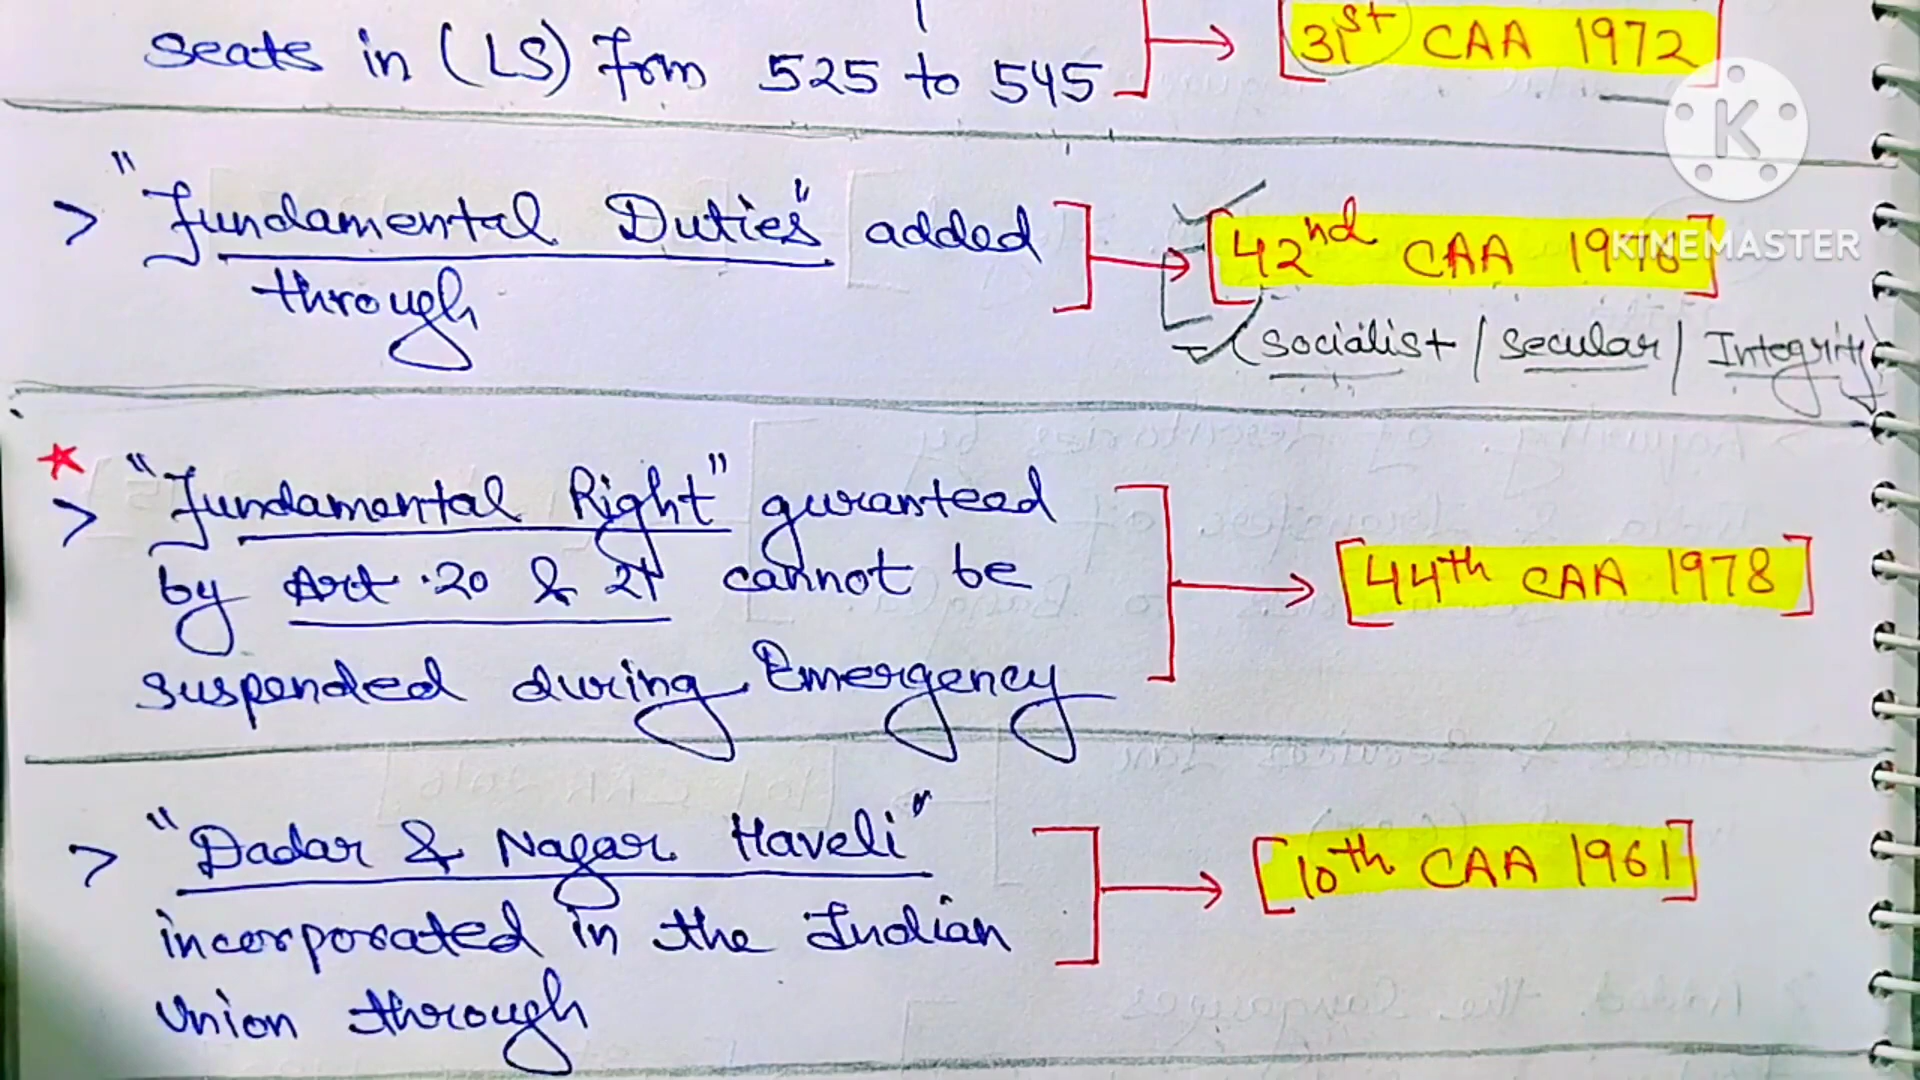 seats in (LS) from 525 to 545 → [31st CAA 1972]
K
KINEMASTER
> "Fundamental Duties" added → [42nd CAA 1976]
through
(Socialist / Secular / Integrity)
> "Fundamental Right" guranteed
by Art. 20 & 21 cannot be → [44th CAA 1978]
suspended during Emergency
> "Dadar & Nagar Haveli" → [10th CAA 1961]
incorporated in the Indian
Union through